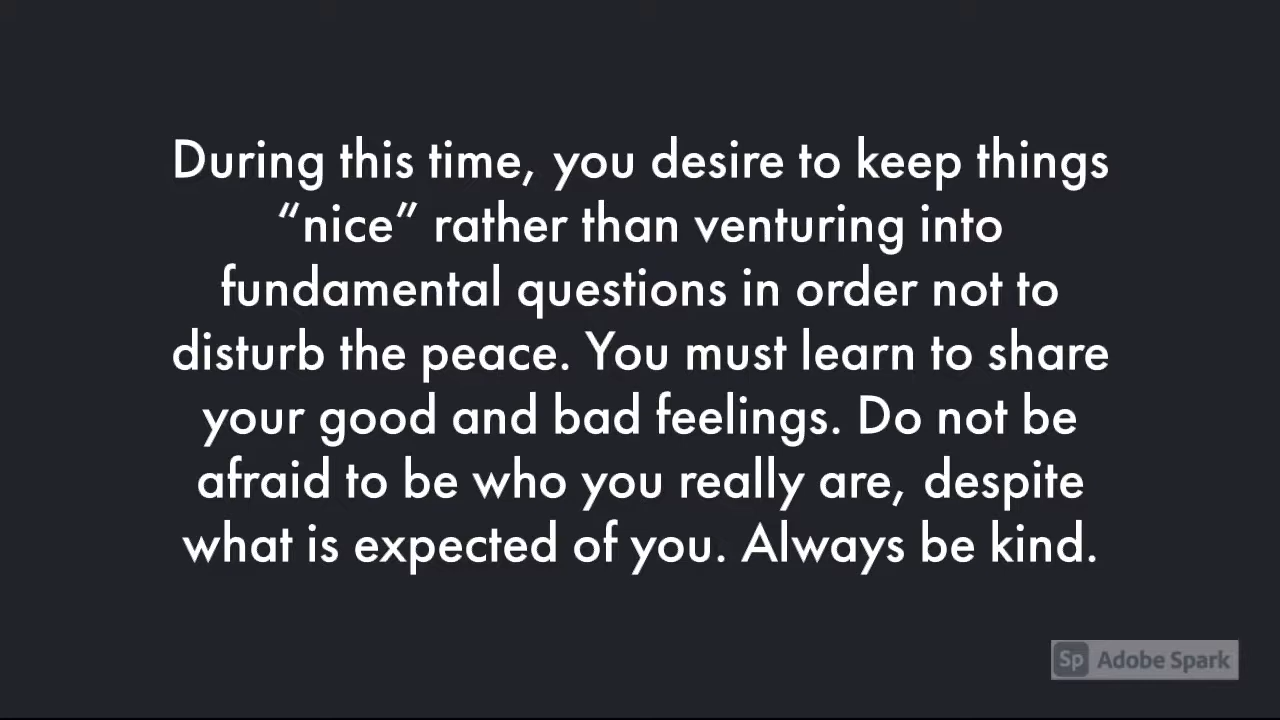 During this time, you desire to keep things
“nice” rather than venturing into
fundamental questions in order not to
disturb the peace. You must learn to share
your good and bad feelings. Do not be
afraid to be who you really are, despite
what is expected of you. Always be kind.
Sp Adobe Spark